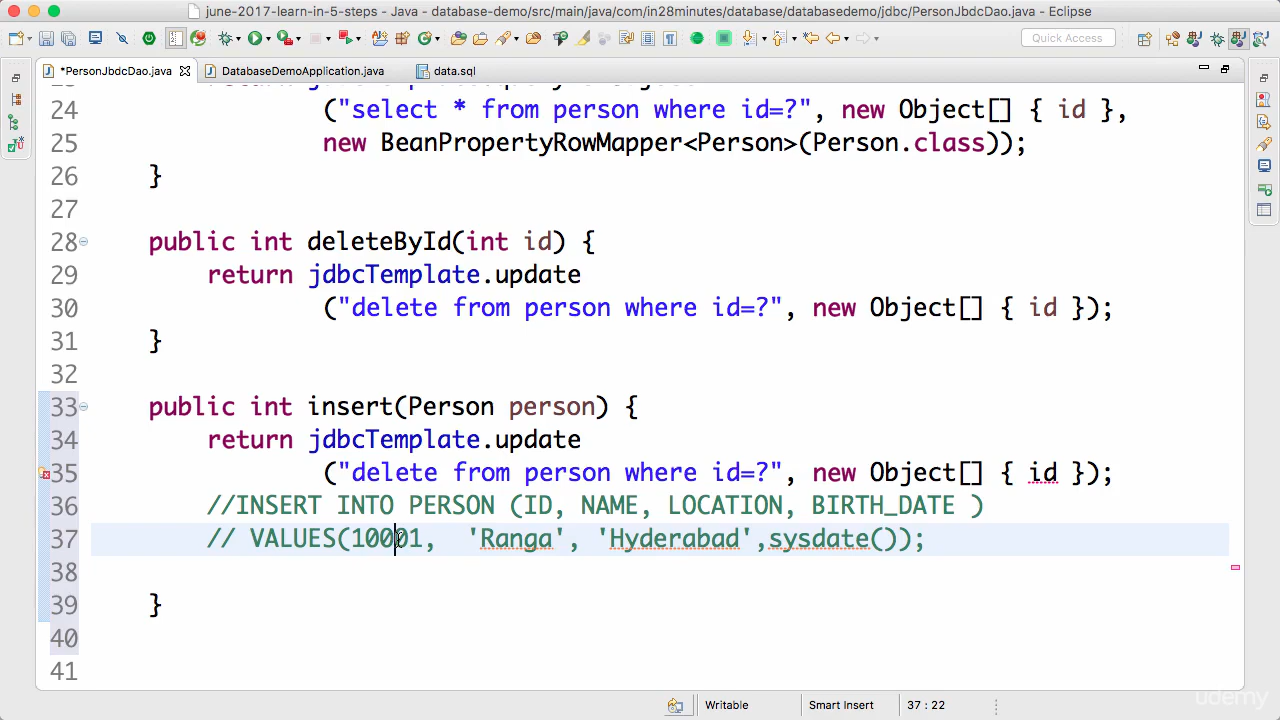 june-2017-learn-in-5-steps - Java - database-demo/src/main/java/com/in28minutes/database/databasedemo/jdbc/PersonJbdcDao.java - Eclipse
Quick Access
*PersonJbdcDao.java DatabaseDemoApplication.java data.sql
24 ("select * from person where id=?", new Object[] { id },
25 new BeanPropertyRowMapper<Person>(Person.class));
26 }
27
28 public int deleteById(int id) {
29 return jdbcTemplate.update
30 ("delete from person where id=?", new Object[] { id });
31 }
32
33 public int insert(Person person) {
34 return jdbcTemplate.update
35 ("delete from person where id=?", new Object[] { id });
36 //INSERT INTO PERSON (ID, NAME, LOCATION, BIRTH_DATE )
37 // VALUES(10001, 'Ranga', 'Hyderabad',sysdate());
38
39 }
40
41
Writable Smart Insert 37 : 22
udemy